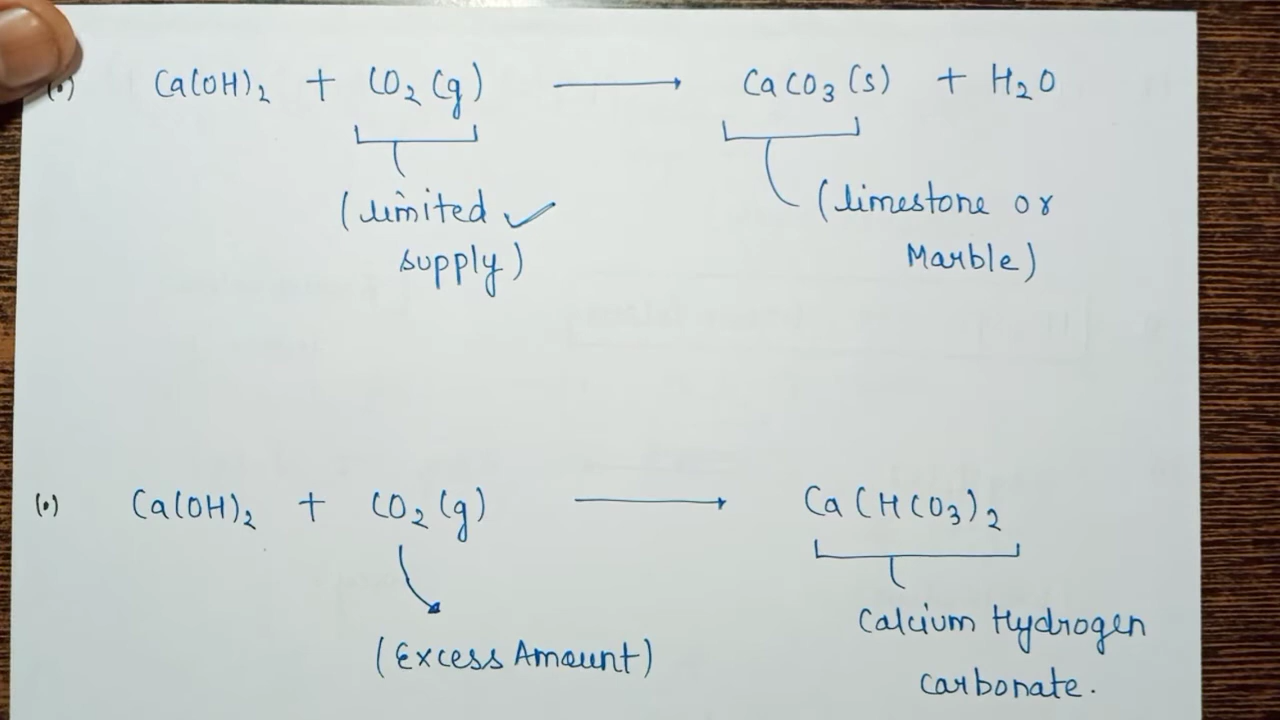 (•) Ca(OH)₂ + CO₂ (g) ⟶ CaCO₃ (s) + H₂O
(limited ✓ supply)
(limestone or Marble)
(•) Ca(OH)₂ + CO₂ (g) ⟶ Ca(HCO₃)₂
(Excess Amount)
Calcium Hydrogen
carbonate.